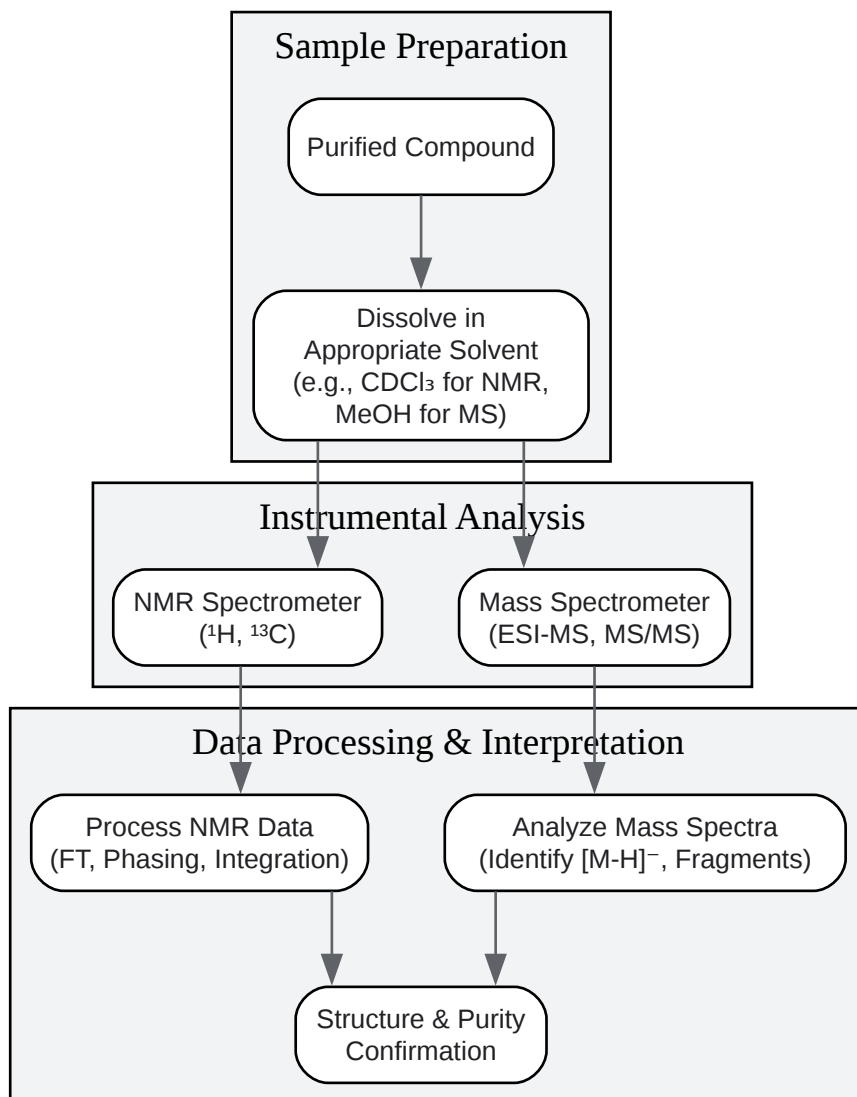 Sample Preparation
Purified Compound
Dissolve in
Appropriate Solvent
(e.g., CDCl₃ for NMR,
MeOH for MS)
Instrumental Analysis
NMR Spectrometer
(¹H, ¹³C)
Mass Spectrometer
(ESI-MS, MS/MS)
Data Processing & Interpretation
Process NMR Data
(FT, Phasing, Integration)
Analyze Mass Spectra
(Identify [M-H]⁻, Fragments)
Structure & Purity
Confirmation